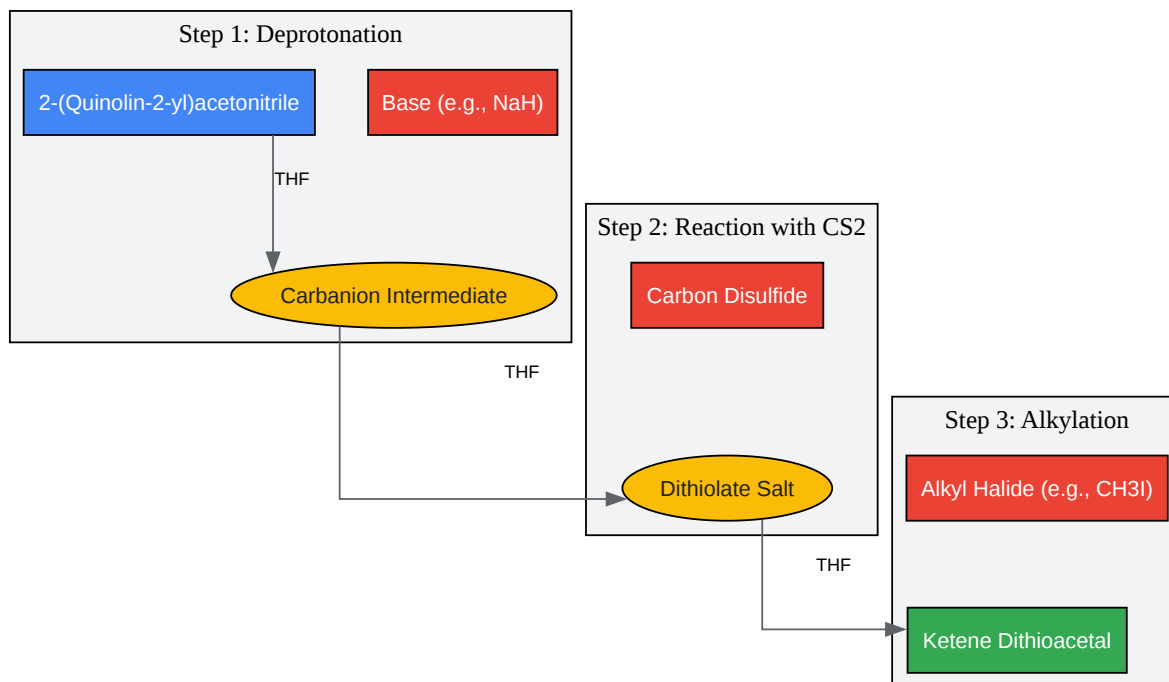 Step 1: Deprotonation
2-(Quinolin-2-yl)acetonitrile
Base (e.g., NaH)
THF
Carbanion Intermediate
THF
Step 2: Reaction with CS2
Carbon Disulfide
Dithiolate Salt
THF
Step 3: Alkylation
Alkyl Halide (e.g., CH3I)
Ketene Dithioacetal